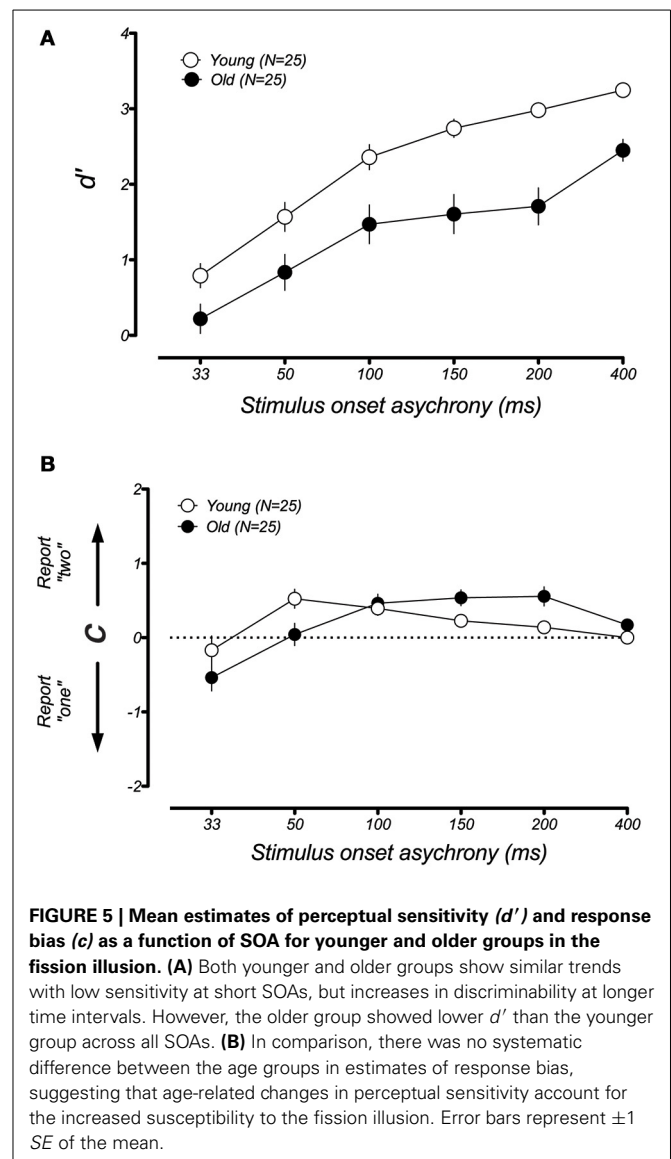 A
4
3
2
1
0
d'
Young (N=25)
Old (N=25)
33 50 100 150 200 400
Stimulus onset asychrony (ms)
B
2
1
0
-1
-2
Report
"two"
C
Report
"one"
Young (N=25)
Old (N=25)
33 50 100 150 200 400
Stimulus onset asychrony (ms)
FIGURE 5 | Mean estimates of perceptual sensitivity (d′) and response
bias (c) as a function of SOA for younger and older groups in the
fission illusion. (A) Both younger and older groups show similar trends
with low sensitivity at short SOAs, but increases in discriminability at longer
time intervals. However, the older group showed lower d′ than the younger
group across all SOAs. (B) In comparison, there was no systematic
difference between the age groups in estimates of response bias,
suggesting that age-related changes in perceptual sensitivity account for
the increased susceptibility to the fission illusion. Error bars represent ±1
SE of the mean.